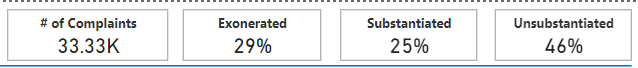 # of Complaints
33.33K
Exonerated
29%
Substantiated
25%
Unsubstantiated
46%